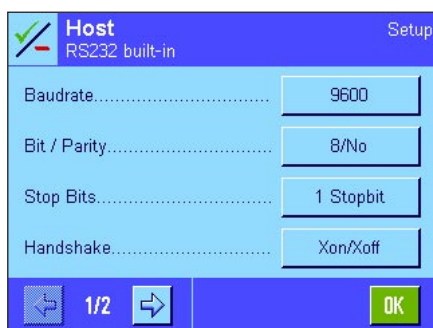 Host
RS232 built-in
Setup
Baudrate.............................. 9600
Bit / Parity............................ 8/No
Stop Bits.............................. 1 Stopbit
Handshake........................... Xon/Xoff
1/2
OK